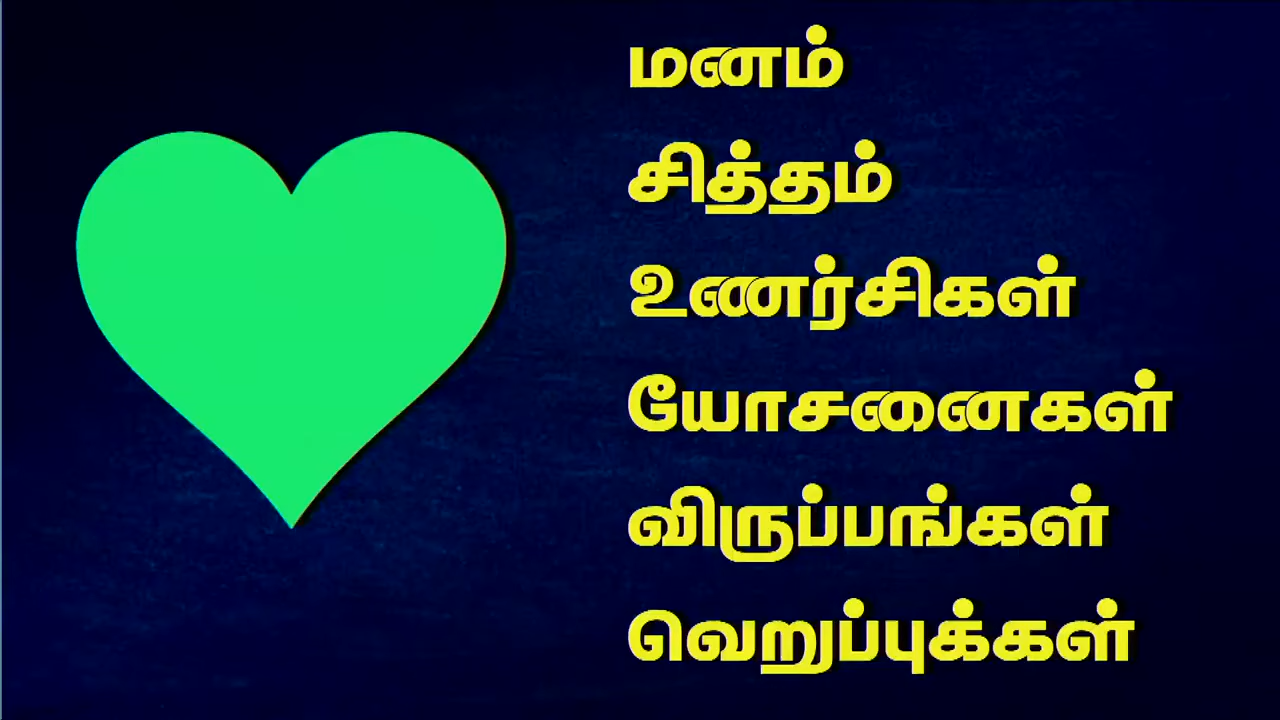 மனம்
சித்தம்
உணர்சிகள்
யோசனைகள்
விருப்பங்கள்
வெறுப்புக்கள்